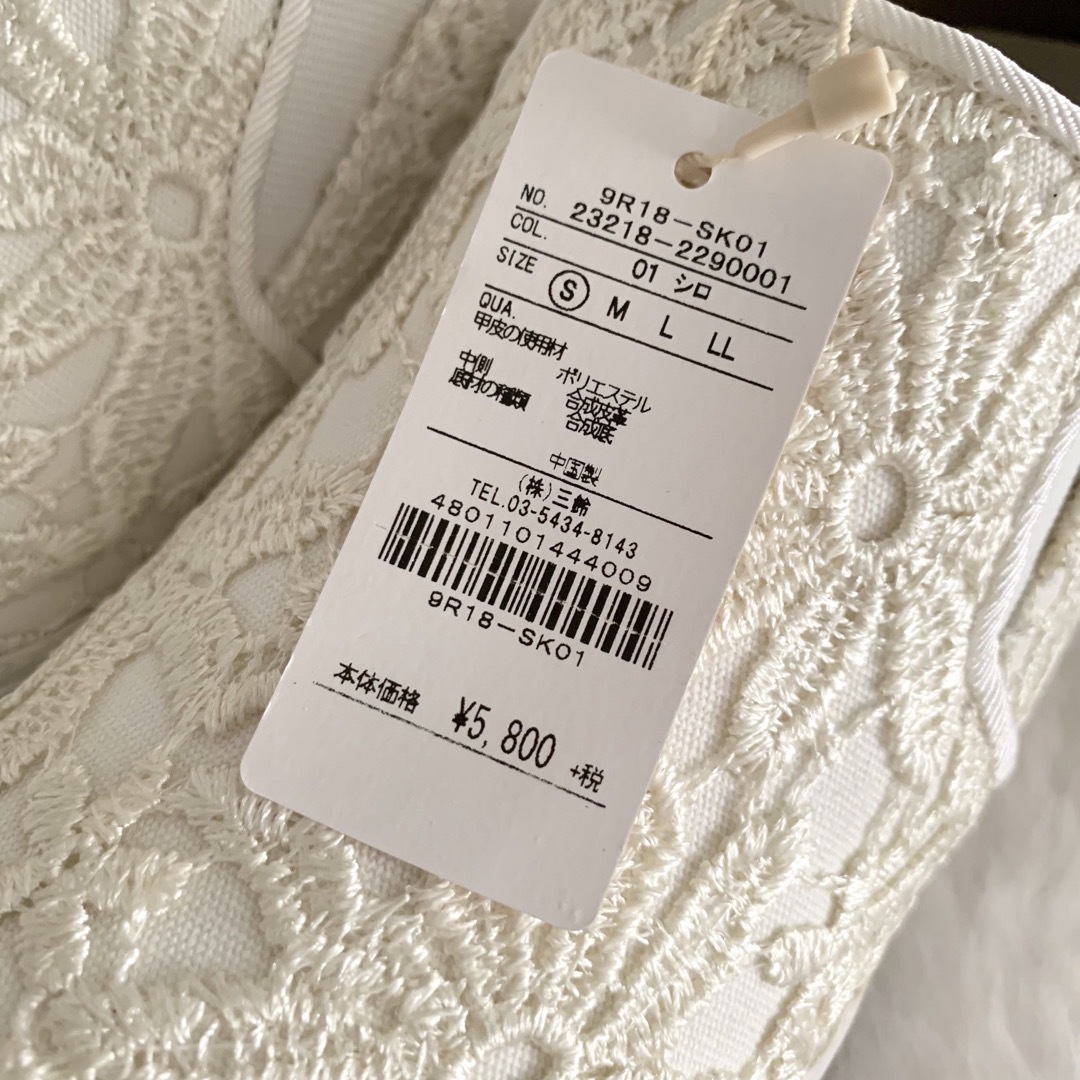 9R18-SK01
NO. 23218-2290001
COL. 01 シロ
SIZE S M L LL
QUA.
甲皮の使用材 ポリエステル
中側 合成皮革
底材の種類 合成底
中国製
(株)三鈴
TEL.03-5434-8143
4801101444009
9R18-SK01
本体価格 ¥5,800 +税